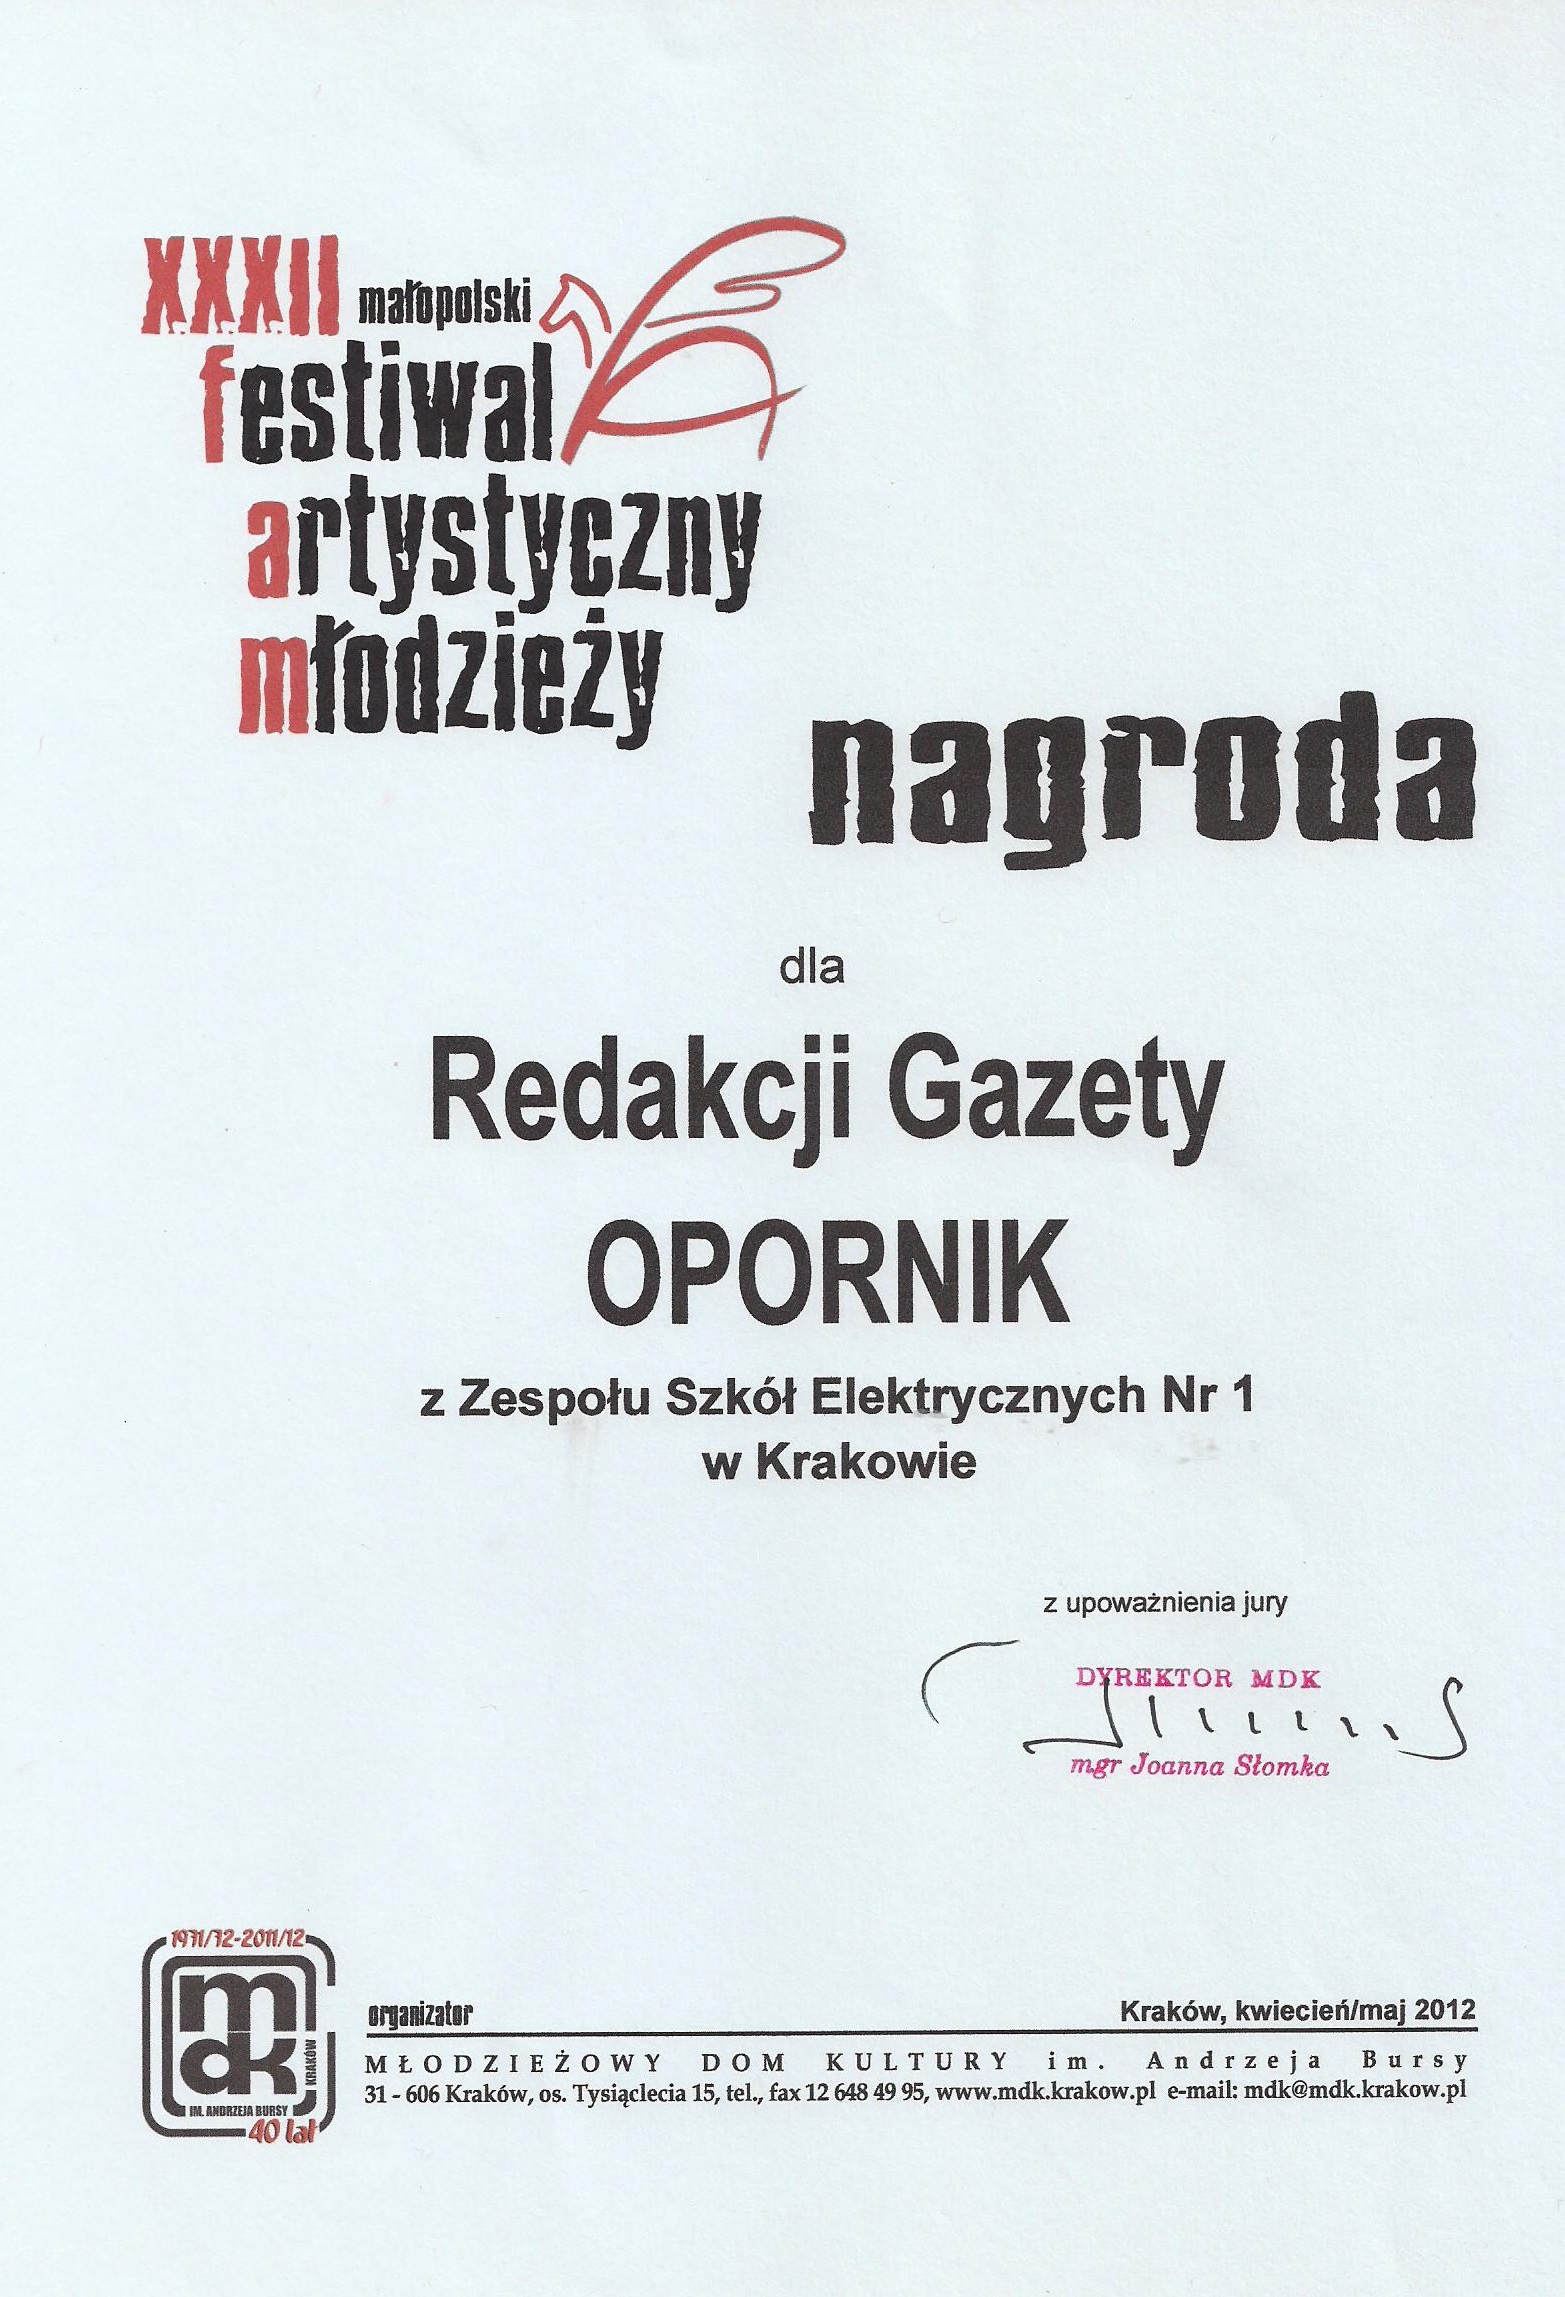 XXXII małopolski
festiwal
artystyczny
młodzieży
nagroda
dla
Redakcji Gazety
OPORNIK
z Zespołu Szkół Elektrycznych Nr 1
w Krakowie
z upoważnienia jury
DYREKTOR MDK
mgr Joanna Słomka
1971/72-2011/12
mdk
KRAKÓW
IM. ANDRZEJA BURSY
40 lat
organizator
Kraków, kwiecień/maj 2012
MŁODZIEŻOWY DOM KULTURY im. Andrzeja Bursy
31 - 606 Kraków, os. Tysiąclecia 15, tel., fax 12 648 49 95, www.mdk.krakow.pl e-mail: mdk@mdk.krakow.pl